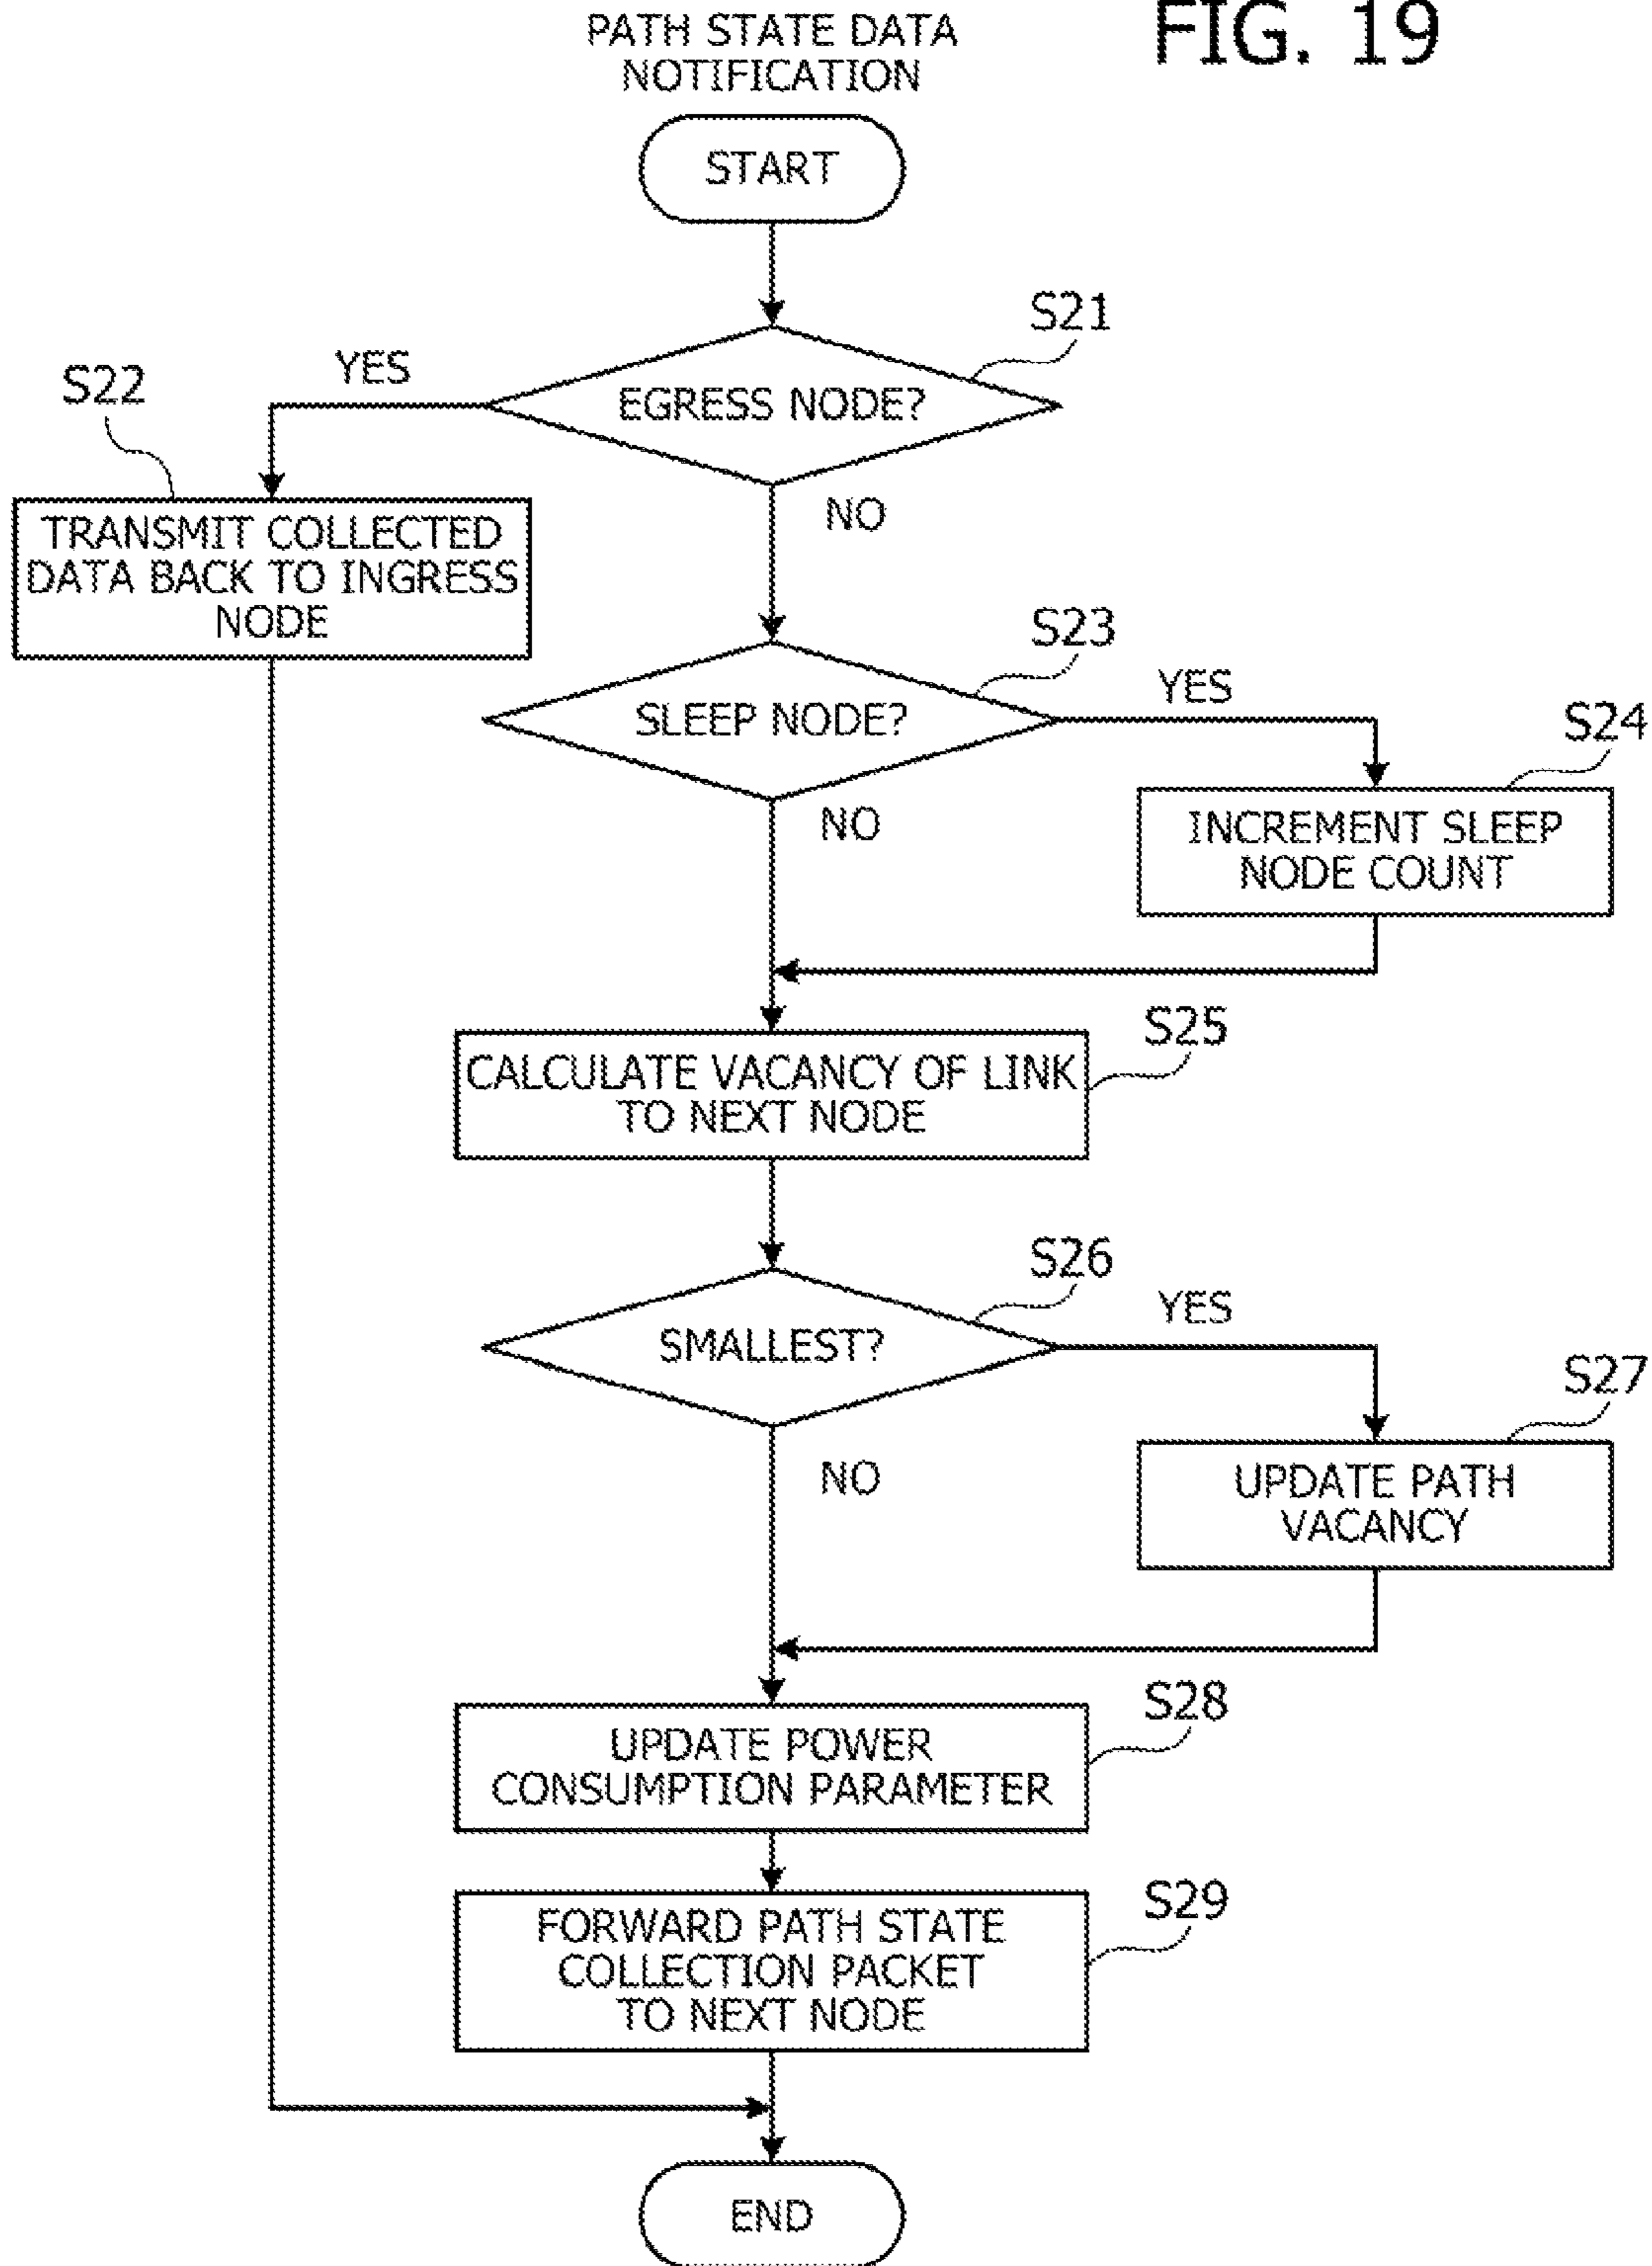 FIG. 19
PATH STATE DATA
NOTIFICATION
START
S21
EGRESS NODE?
YES
NO
S22
TRANSMIT COLLECTED
DATA BACK TO INGRESS
NODE
S23
SLEEP NODE?
YES
NO
S24
INCREMENT SLEEP
NODE COUNT
S25
CALCULATE VACANCY OF LINK
TO NEXT NODE
S26
SMALLEST?
YES
NO
S27
UPDATE PATH
VACANCY
S28
UPDATE POWER
CONSUMPTION PARAMETER
S29
FORWARD PATH STATE
COLLECTION PACKET
TO NEXT NODE
END